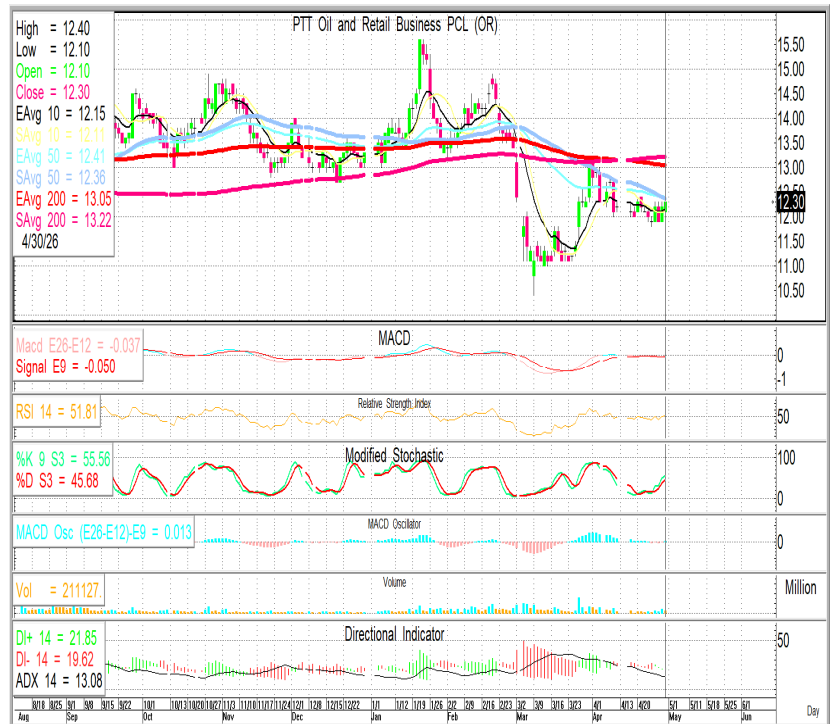 PTT Oil and Retail Business PCL (OR)
High = 12.40
Low = 12.10
Open = 12.10
Close = 12.30
EAvg 10 = 12.15
SAvg 10 = 12.11
EAvg 50 = 12.41
SAvg 50 = 12.36
EAvg 200 = 13.05
SAvg 200 = 13.22
4/30/26
15.50
15.00
14.50
14.00
13.50
13.00
12.50
12.30
12.00
11.50
11.00
10.50
MACD
Macd E26-E12 = -0.037
Signal E9 = -0.050
0
-1
Relative Strength Index
RSI 14 = 51.81
50
Modified Stochastic
%K 9 S3 = 55.56
%D S3 = 45.68
100
0
MACD Oscillator
MACD Osc (E26-E12)-E9 = 0.013
0
Volume
Vol = 211127.
Million
Directional Indicator
DI+ 14 = 21.85
DI- 14 = 19.62
ADX 14 = 13.08
50
8/18 8/25 9/1 9/8 9/15 9/22 10/1 10/13 10/20 10/27 11/3 11/10 11/17 11/24 12/1 12/8 12/15 12/22 1/1 1/12 1/19 1/26 2/2 2/9 2/16 2/23 3/2 3/9 3/16 3/23 4/1 4/13 4/20 5/1 5/11 5/18 5/25 6/1
Aug Sep Oct Nov Dec Jan Feb Mar Apr May Jun
Day